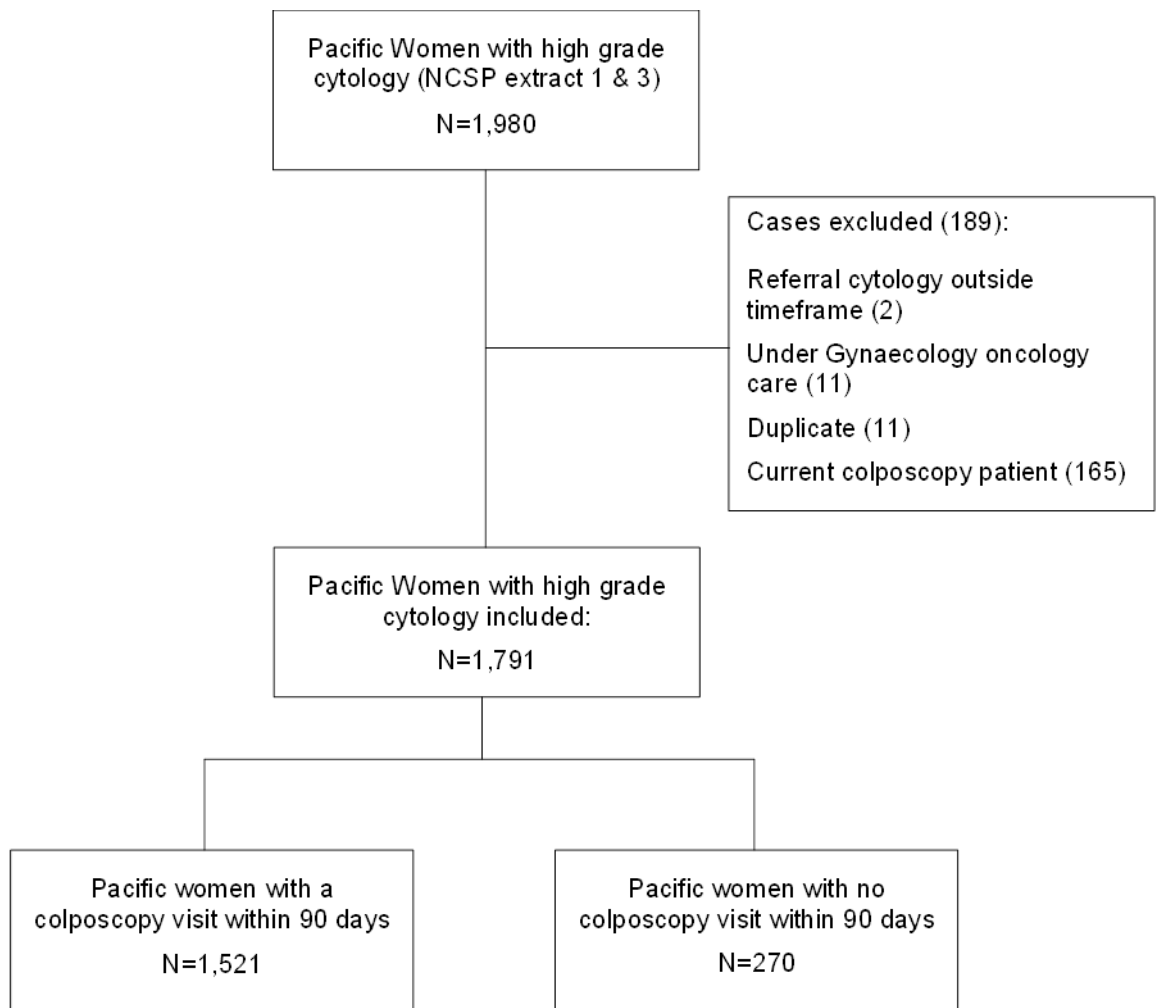 Pacific Women with high grade
cytology (NCSP extract 1 & 3)
N=1,980
Cases excluded (189):
Referral cytology outside
timeframe (2)
Under Gynaecology oncology
care (11)
Duplicate (11)
Current colposcopy patient (165)
Pacific Women with high grade
cytology included:
N=1,791
Pacific women with a
colposcopy visit within 90 days
N=1,521
Pacific women with no
colposcopy visit within 90 days
N=270